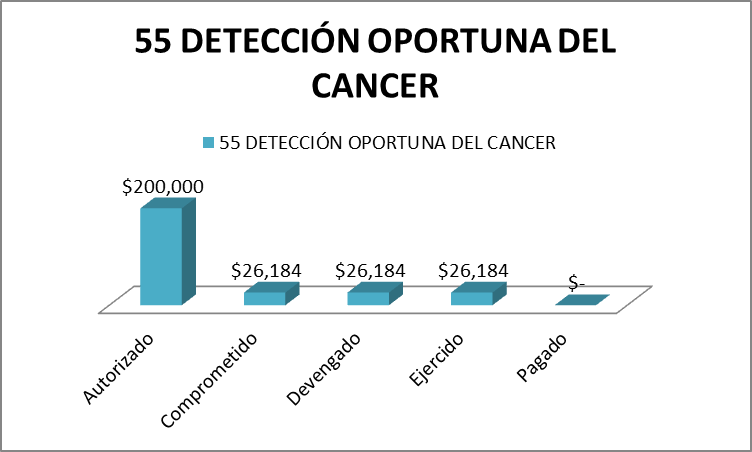 55 DETECCIÓN OPORTUNA DEL
CANCER
55 DETECCIÓN OPORTUNA DEL CANCER
$200,000
$26,184
$26,184
$26,184
$-
Autorizado
Comprometido
Devengado
Ejercido
Pagado